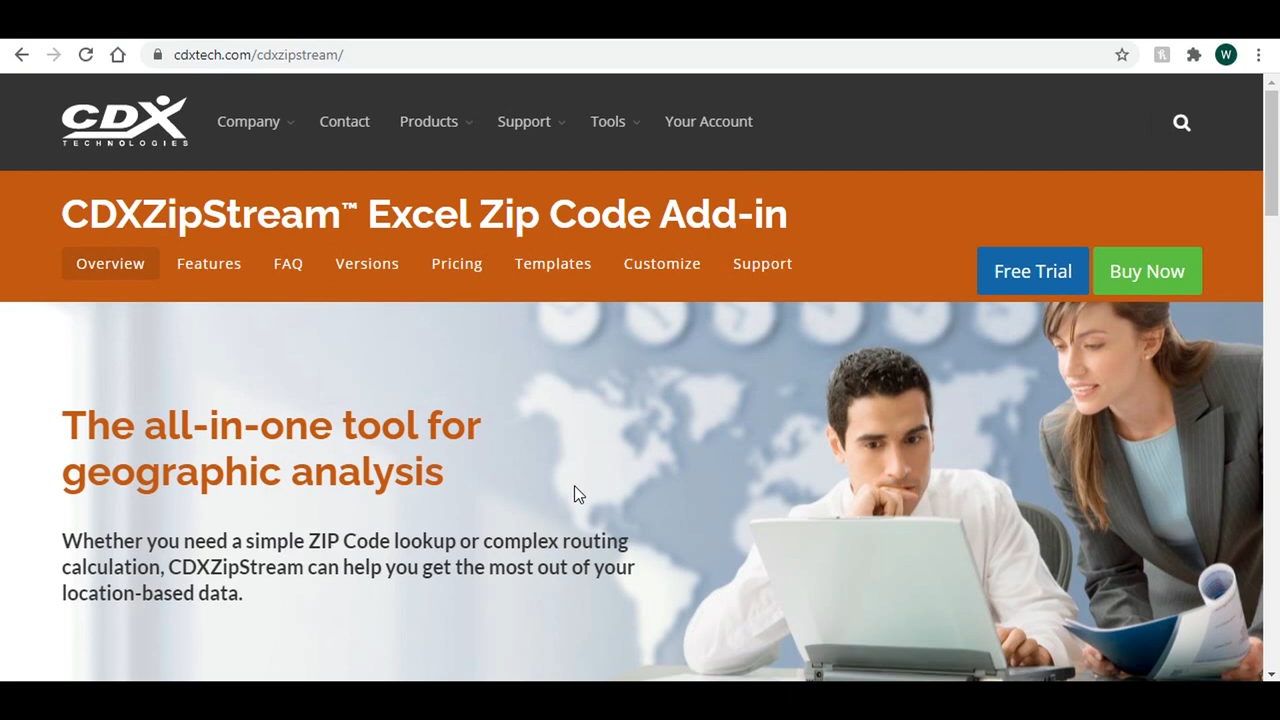 cdxtech.com/cdxzipstream/
W
CDX
TECHNOLOGIES
Company Contact Products Support Tools Your Account
CDXZipStream™ Excel Zip Code Add-in
Overview Features FAQ Versions Pricing Templates Customize Support
Free Trial Buy Now
The all-in-one tool for
geographic analysis
Whether you need a simple ZIP Code lookup or complex routing
calculation, CDXZipStream can help you get the most out of your
location-based data.